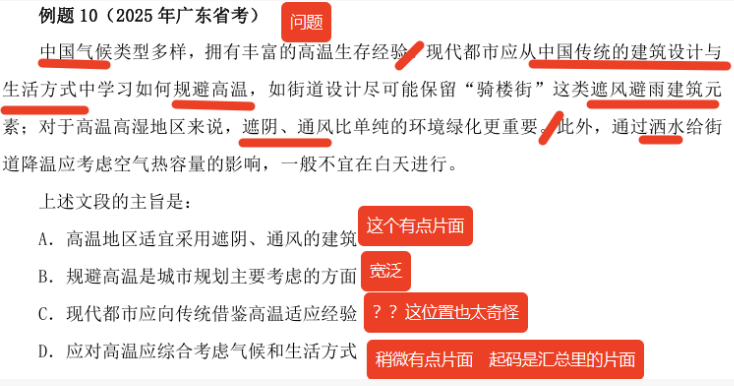 例题 10（2025 年广东省考） 问题
中国气候类型多样，拥有丰富的高温生存经验 现代都市应从中国传统的建筑设计与
生活方式中学习如何规避高温，如街道设计尽可能保留“骑楼街”这类遮风避雨建筑元
素；对于高温高湿地区来说，遮阴、通风比单纯的环境绿化更重要。此外，通过洒水给街
道降温应考虑空气热容量的影响，一般不宜在白天进行。
上述文段的主旨是：
A．高温地区适宜采用遮阴、通风的建筑 这个有点片面
B．规避高温是城市规划主要考虑的方面 宽泛
C．现代都市应向传统借鉴高温适应经验 ？？这位置也太奇怪
D．应对高温应综合考虑气候和生活方式 稍微有点片面 起码是汇总里的片面